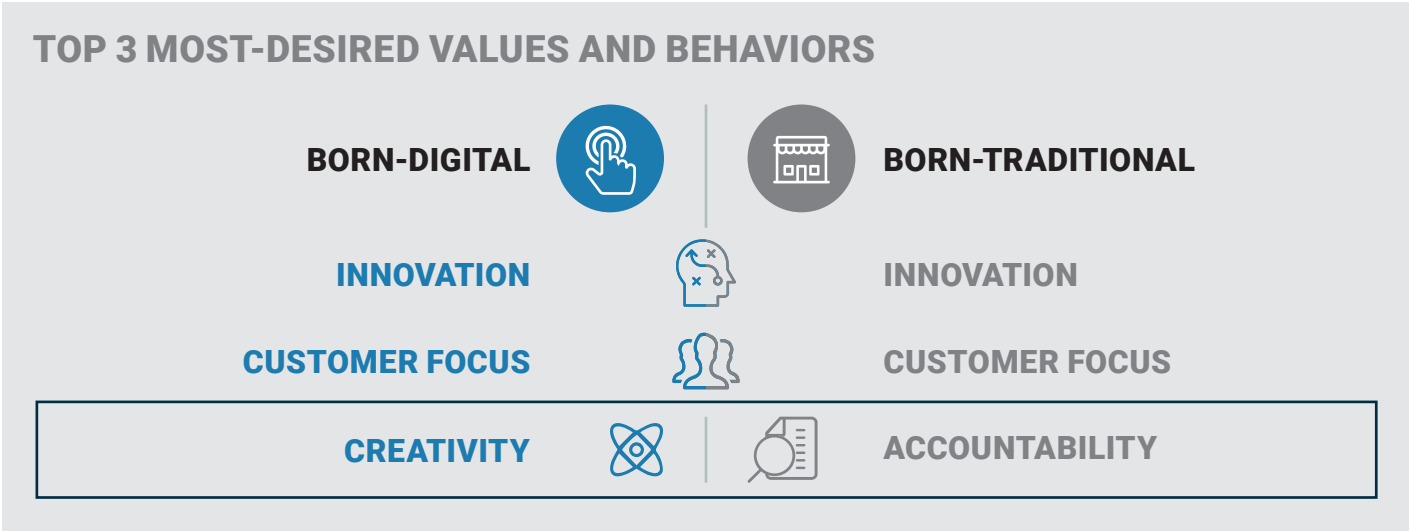 TOP 3 MOST-DESIRED VALUES AND BEHAVIORS
BORN-DIGITAL
BORN-TRADITIONAL
INNOVATION
INNOVATION
CUSTOMER FOCUS
CUSTOMER FOCUS
CREATIVITY
ACCOUNTABILITY